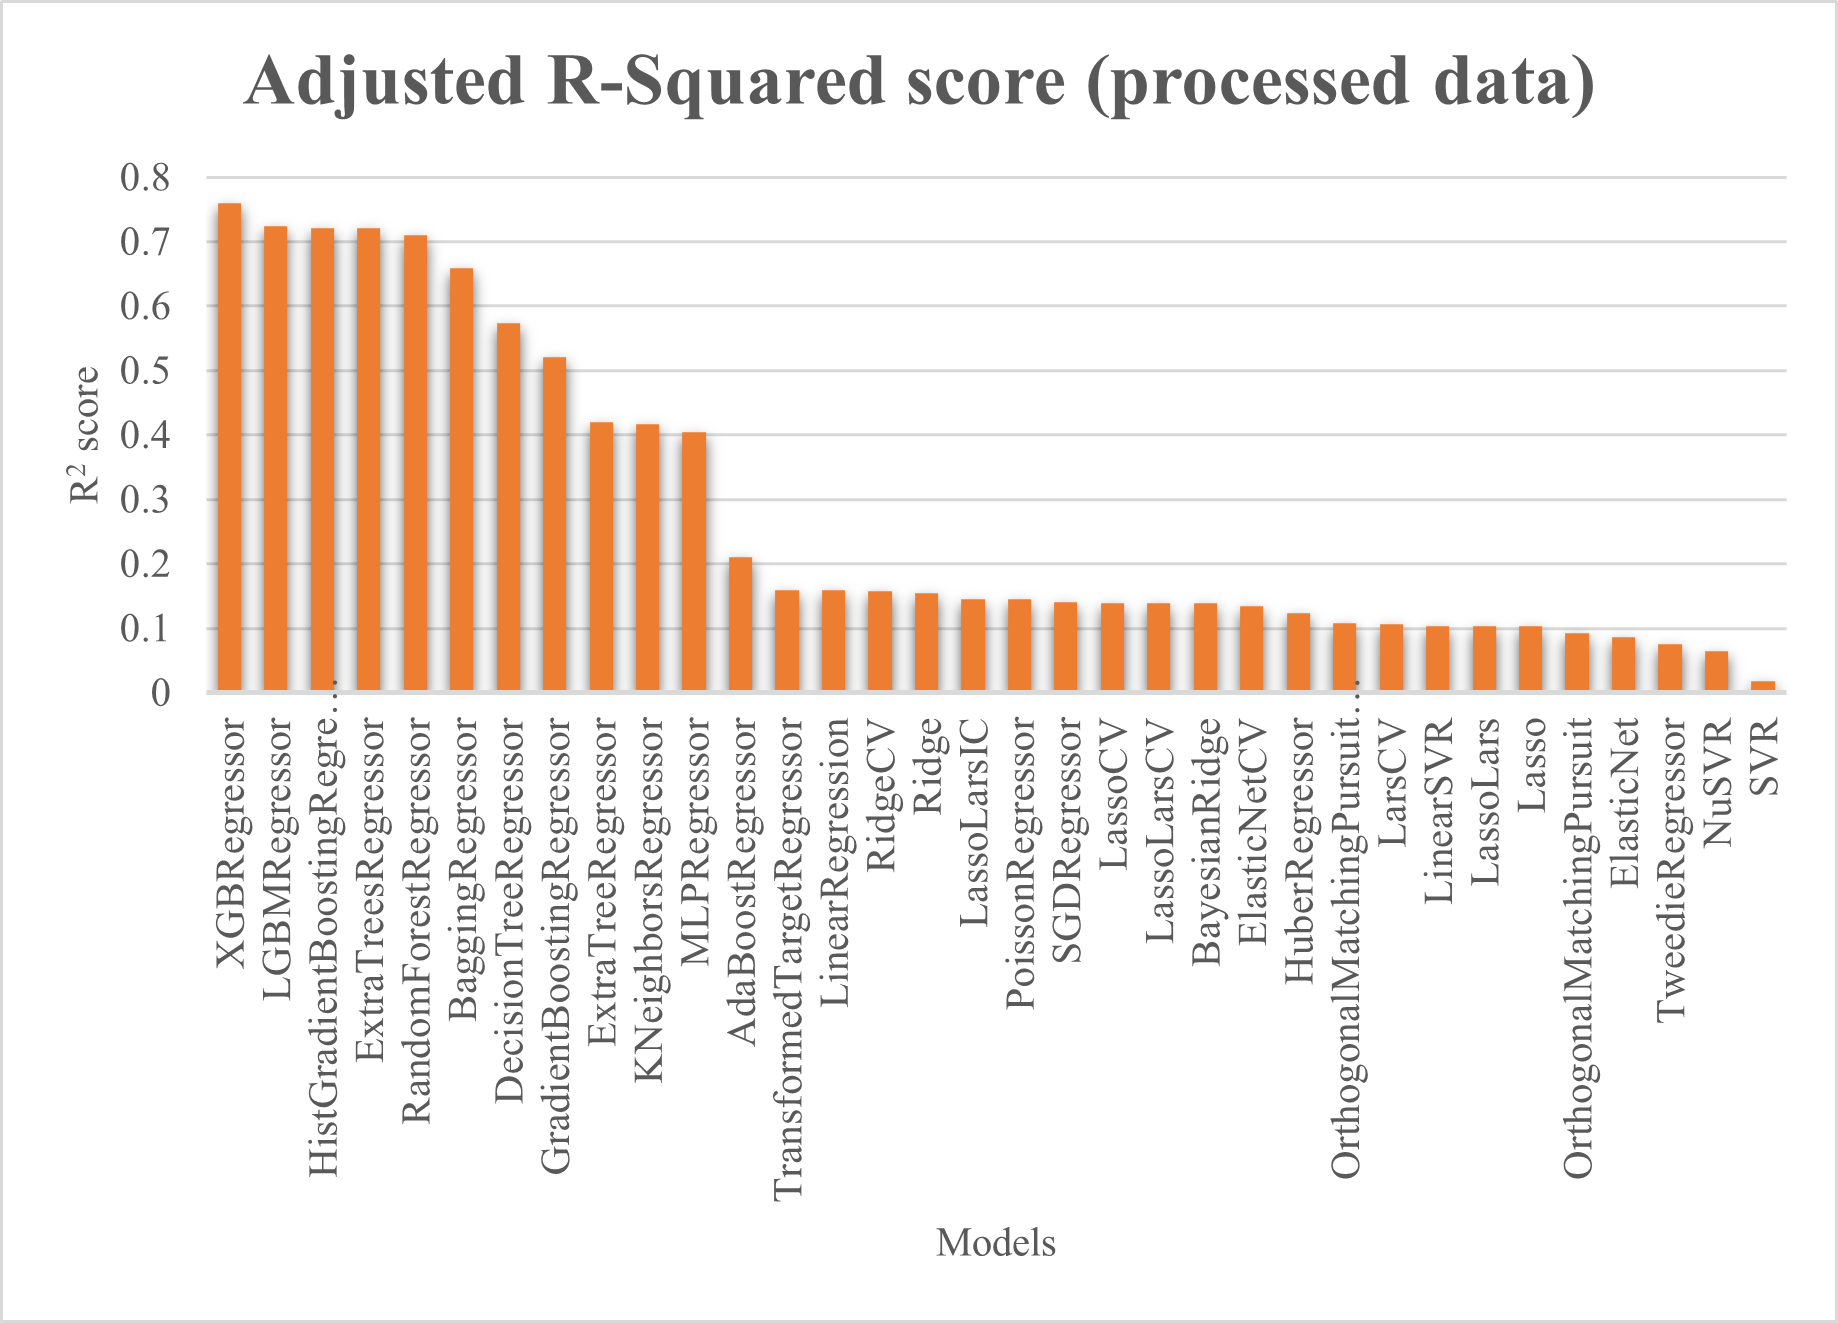 Adjusted R-Squared score (processed data)
R² score
0.8
0.7
0.6
0.5
0.4
0.3
0.2
0.1
0
XGBRegressor
LGBMRegressor
HistGradientBoostingRegre…
ExtraTreesRegressor
RandomForestRegressor
BaggingRegressor
DecisionTreeRegressor
GradientBoostingRegressor
ExtraTreeRegressor
KNeighborsRegressor
MLPRegressor
AdaBoostRegressor
TransformedTargetRegressor
LinearRegression
RidgeCV
Ridge
LassoLarsIC
PoissonRegressor
SGDRegressor
LassoCV
LassoLarsCV
BayesianRidge
ElasticNetCV
HuberRegressor
OrthogonalMatchingPursuit…
LarsCV
LinearSVR
LassoLars
Lasso
OrthogonalMatchingPursuit
ElasticNet
TweedieRegressor
NuSVR
SVR
Models